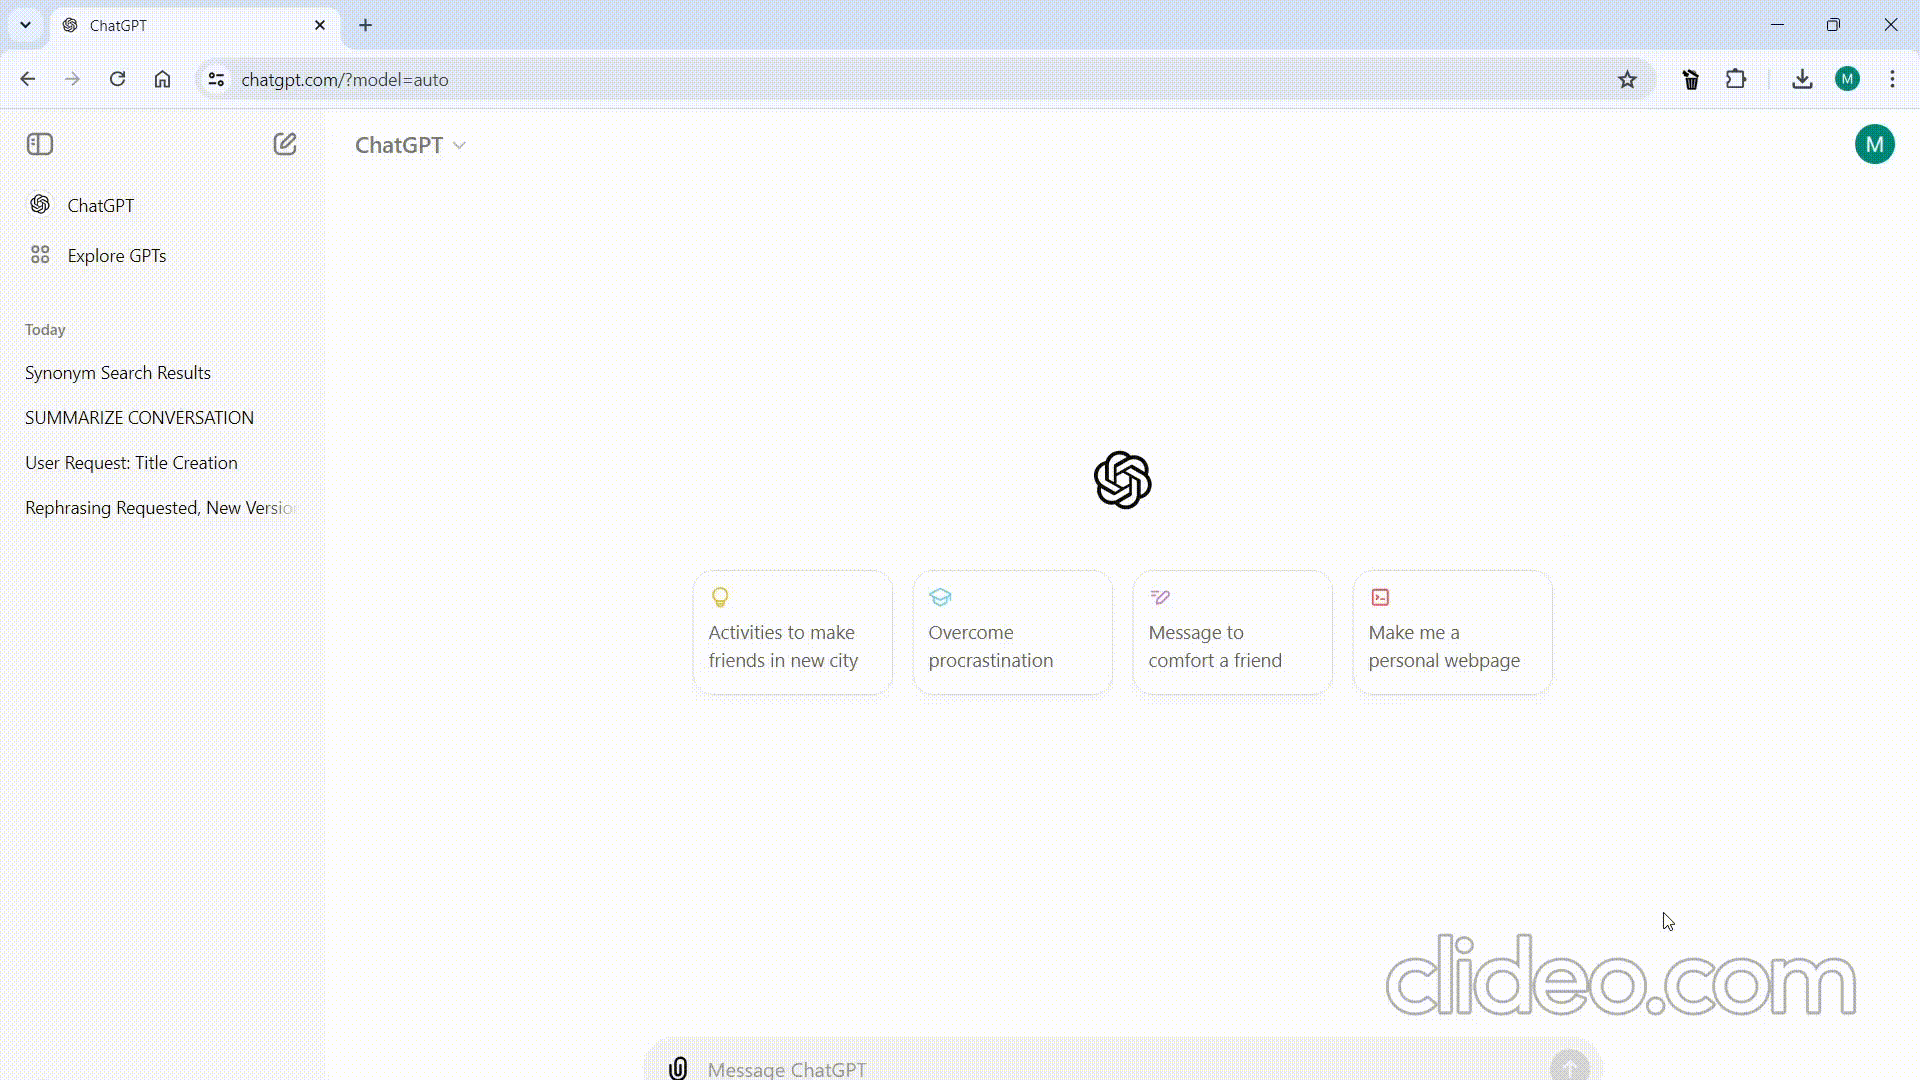 ChatGPT
chatgpt.com/?model=auto
M
ChatGPT
M
ChatGPT
Explore GPTs
Today
Synonym Search Results
SUMMARIZE CONVERSATION
User Request: Title Creation
Rephrasing Requested, New Versio
Activities to make
friends in new city
Overcome
procrastination
Message to
comfort a friend
Make me a
personal webpage
clideo.com
Message ChatGPT